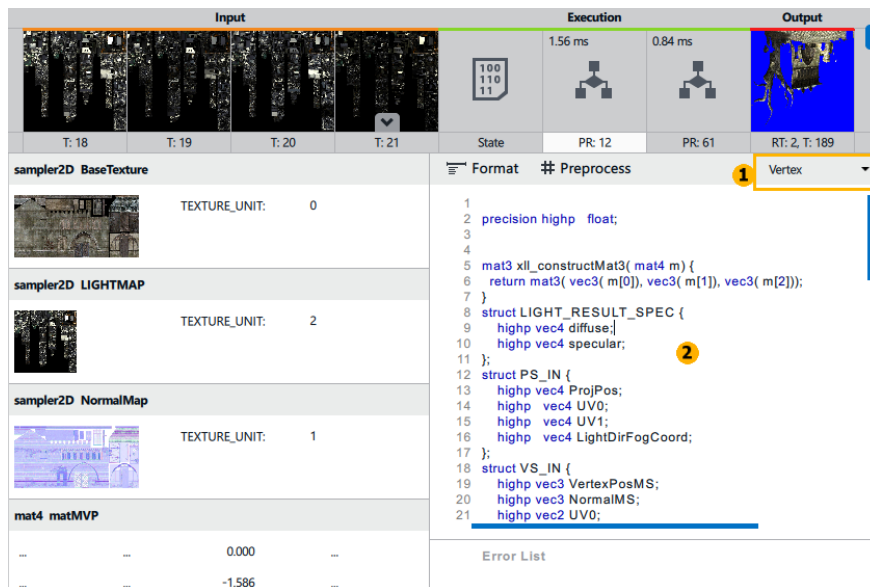 Input Execution Output
1.56 ms 0.84 ms
100
110
11
T: 18 T: 19 T: 20 T: 21 State PR: 12 PR: 61 RT: 2, T: 189
sampler2D BaseTexture
TEXTURE_UNIT: 0
sampler2D LIGHTMAP
TEXTURE_UNIT: 2
sampler2D NormalMap
TEXTURE_UNIT: 1
mat4 matMVP
... ... 0.000 ...
... ... -1.586 ...
Format # Preprocess 1 Vertex
1
2 precision highp float;
3
4
5 mat3 xll_constructMat3( mat4 m) {
6 return mat3( vec3( m[0]), vec3( m[1]), vec3( m[2]));
7 }
8 struct LIGHT_RESULT_SPEC {
9 highp vec4 diffuse;
10 highp vec4 specular;
2
11 };
12 struct PS_IN {
13 highp vec4 ProjPos;
14 highp vec4 UV0;
15 highp vec4 UV1;
16 highp vec4 LightDirFogCoord;
17 };
18 struct VS_IN {
19 highp vec3 VertexPosMS;
20 highp vec3 NormalMS;
21 highp vec2 UV0;
Error List